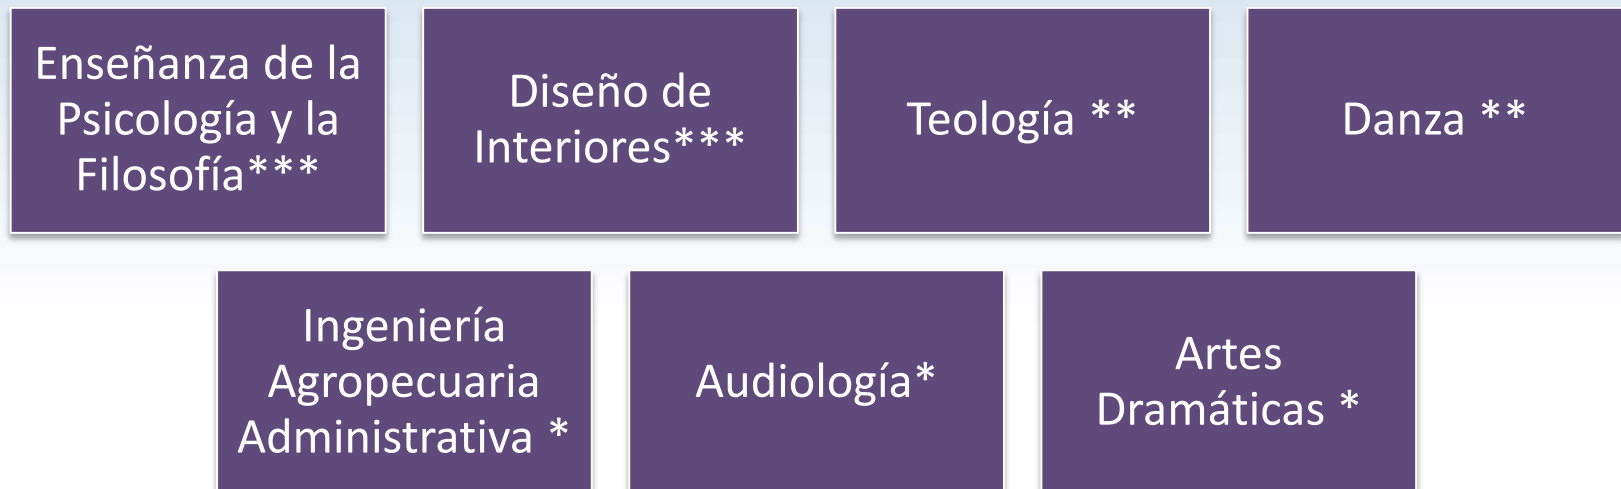 Enseñanza de la
Psicología y la
Filosofía***
Diseño de
Interiores***
Teología **
Danza **
Ingeniería
Agropecuaria
Administrativa *
Audiología*
Artes
Dramáticas *